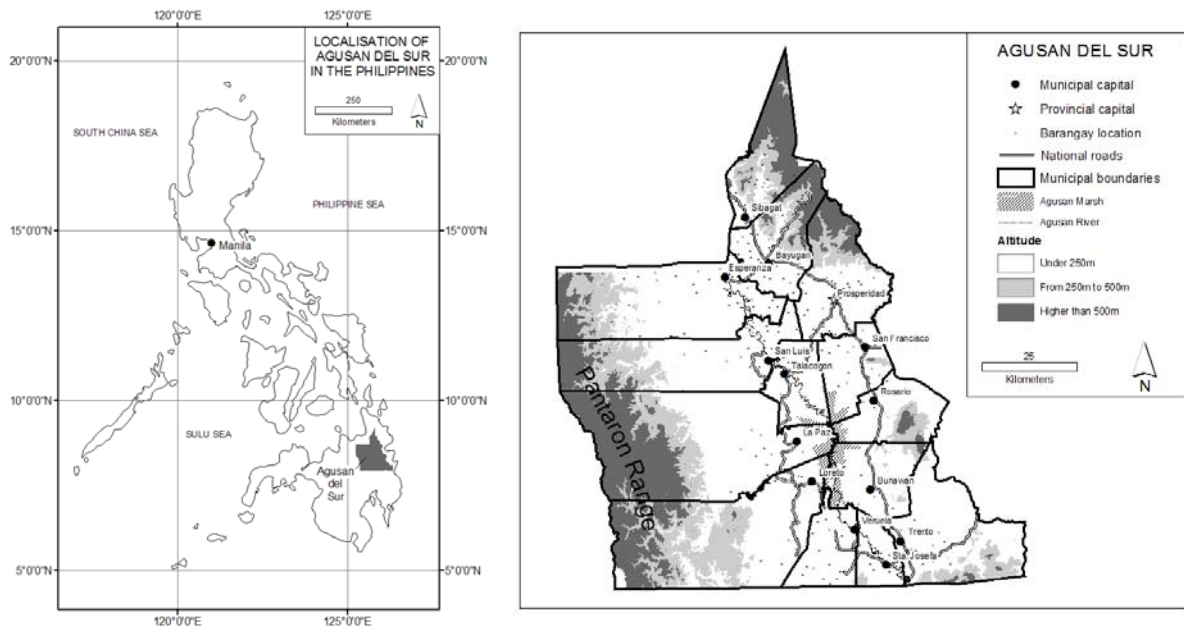 120°0'0"E
125°0'0"E
20°0'0"N
20°0'0"N
LOCALISATION OF
AGUSAN DEL SUR
IN THE PHILIPPINES
250
Kilometers
N
SOUTH CHINA SEA
PHILIPPINE SEA
15°0'0"N
15°0'0"N
Manila
10°0'0"N
10°0'0"N
SULU SEA
Agusan
del
Sur
5°0'0"N
5°0'0"N
120°0'0"E
125°0'0"E
AGUSAN DEL SUR
Municipal capital
Provincial capital
Barangay location
National roads
Municipal boundaries
Agusan Marsh
Agusan River
Altitude
Under 250m
From 250m to 500m
Higher than 500m
25
Kilometers
N
Sibagat
Bayugan
Esperanza
Prosperidad
San Francisco
San Luis
Talacogon
Rosario
La Paz
Loreto
Bunawan
Veruela
Trento
Sta. Josefa
Pantaron Range